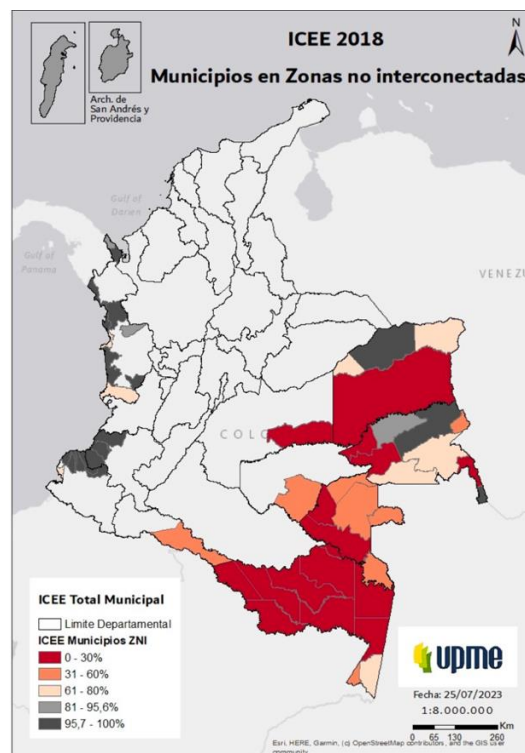 ICEE 2018
Municipios en Zonas no interconectadas
N
Arch. de
San Andrés y
Providencia
Gulf of
Darien
Gulf of
Panama
VENEZU
COLO
ICEE Total Municipal
Limite Departamental
ICEE Municipios ZNI
0 - 30%
31 - 60%
61 - 80%
81 - 95,6%
95,7 - 100%
upme
Fecha: 25/07/2023
1:8.000.000
Km
0 65 130 260
Esri, HERE, Garmin, (c) OpenStreetMap contributors, and the GIS user
community